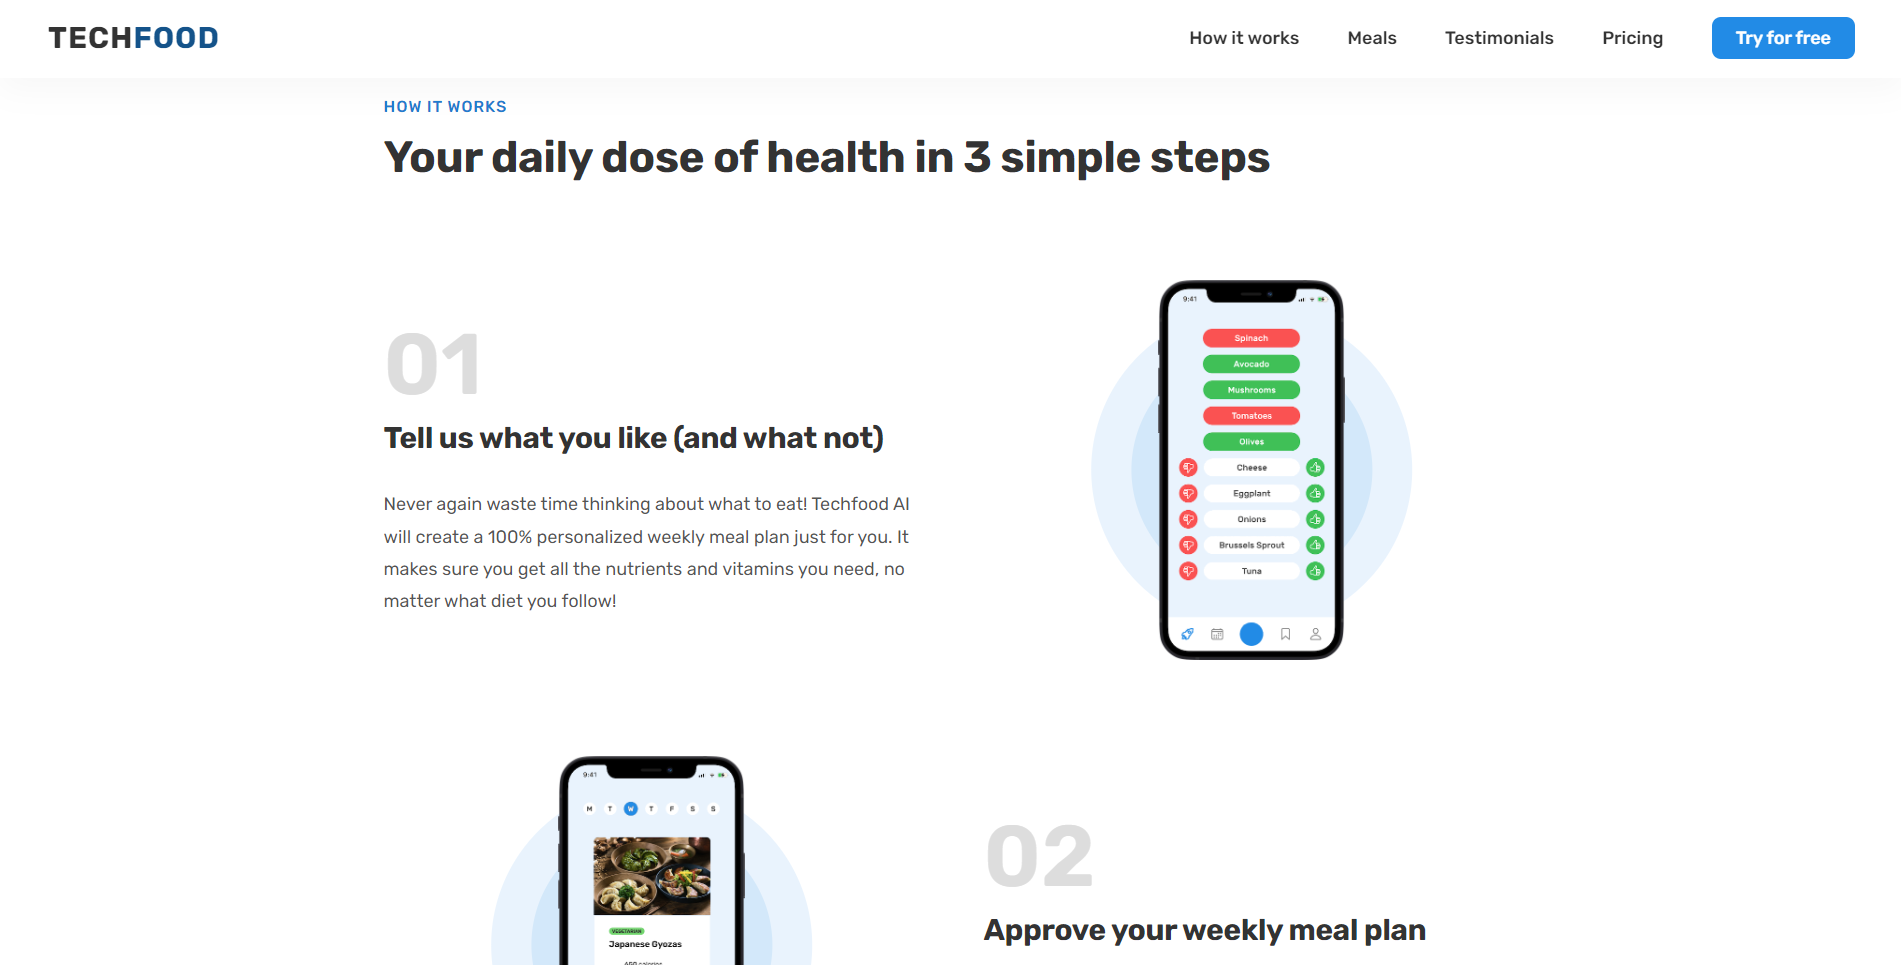 TECHFOOD
How it works
Meals
Testimonials
Pricing
Try for free
HOW IT WORKS
Your daily dose of health in 3 simple steps
01
Tell us what you like (and what not)
Never again waste time thinking about what to eat! Techfood AI
will create a 100% personalized weekly meal plan just for you. It
makes sure you get all the nutrients and vitamins you need, no
matter what diet you follow!
9:41
Spinach
Avocado
Mushrooms
Tomatoes
Olives
Cheese
Eggplant
Onions
Brussels Sprout
Tuna
9:41
M T W T F S S
VEGETARIAN
Japanese Gyozas
02
Approve your weekly meal plan